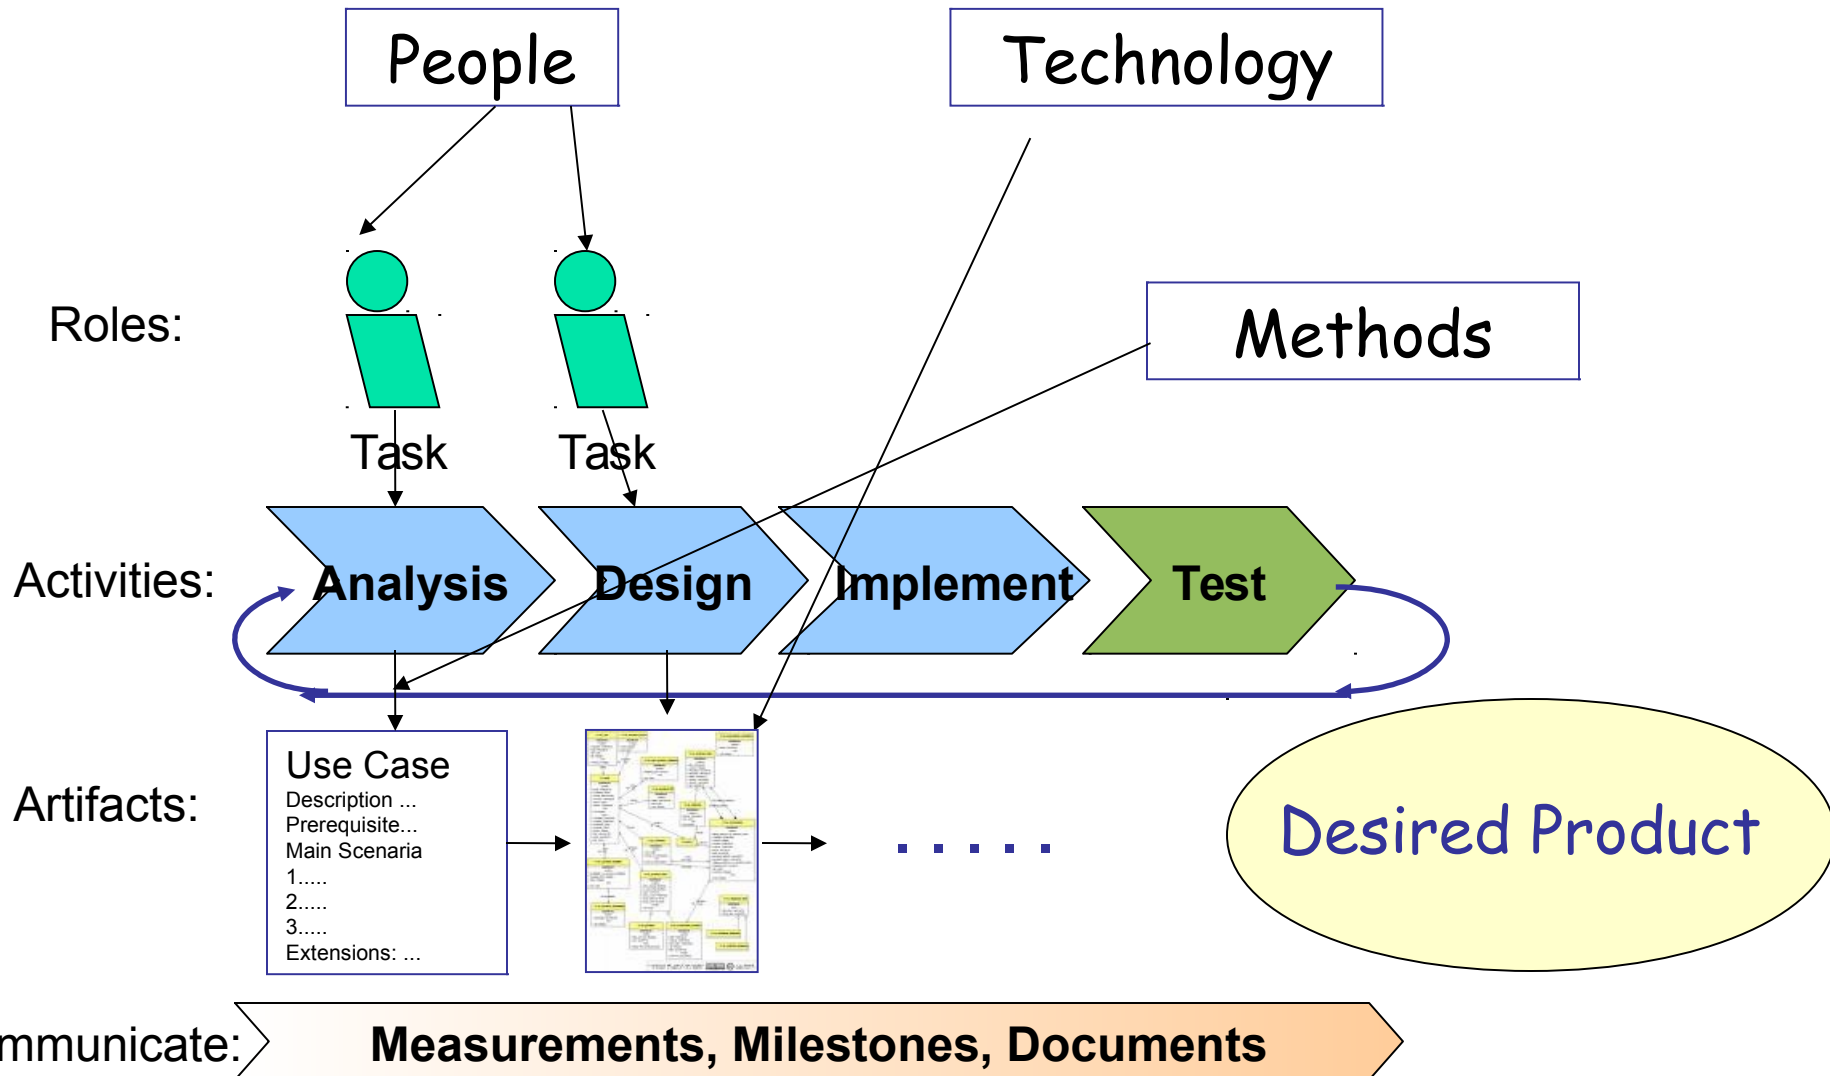 People
Technology
Roles:
Methods
Task
Task
Activities:
Analysis
Design
Implement
Test
Artifacts:
Use Case
Description ...
Prerequisite...
Main Scenaria
1.....
2.....
3.....
Extensions: ...
.....
Desired Product
mmunicate:
Measurements, Milestones, Documents